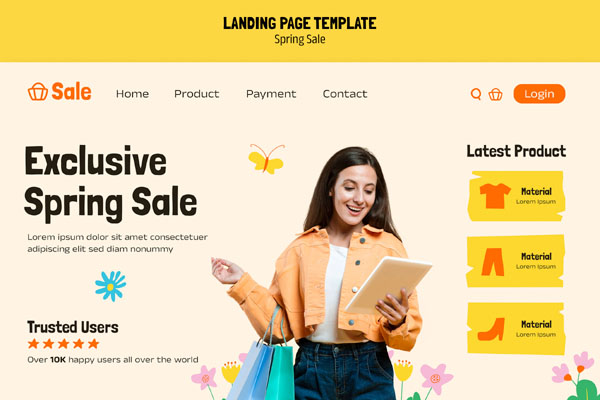 LANDING PAGE TEMPLATE
Spring Sale
Sale
Home
Product
Payment
Contact
Login
Exclusive
Spring Sale
Lorem ipsum dolor sit amet consectetuer
adipiscing elit sed diam nonummy
Trusted Users
Over 10K happy users all over the world
Latest Product
Material
Lorem Ipsum
Material
Lorem Ipsum
Material
Lorem Ipsum